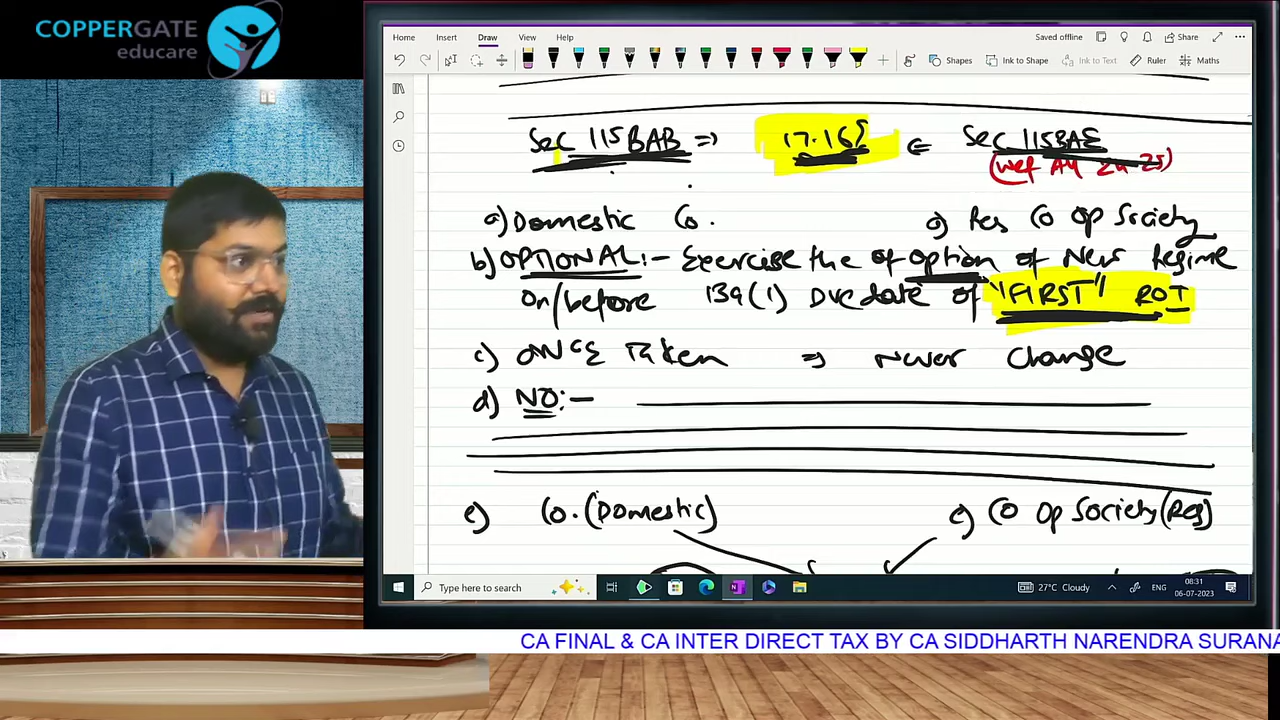 COPPERGATE
educare
Home Insert Draw View Help
Saved offline Share
Shapes Ink to Shape Ink to Text Ruler Maths
Sec 115BAB ⇒ 17.16% ⇐ Sec 115BAE
(wef AY 24-25)
a) Domestic Co. a) Res Co Op Society
b) OPTIONAL:- Exercise the of option of New Regime
on/before 139(1) Due date of "FIRST" ROI
c) ONCE Taken ⇒ Never Change
d) NO:-
e) Co. (Domestic) e) Co Op Society (Res)
Type here to search
27°C Cloudy ENG 08:31
06-07-2023
CA FINAL & CA INTER DIRECT TAX BY CA SIDDHARTH NARENDRA SURANA